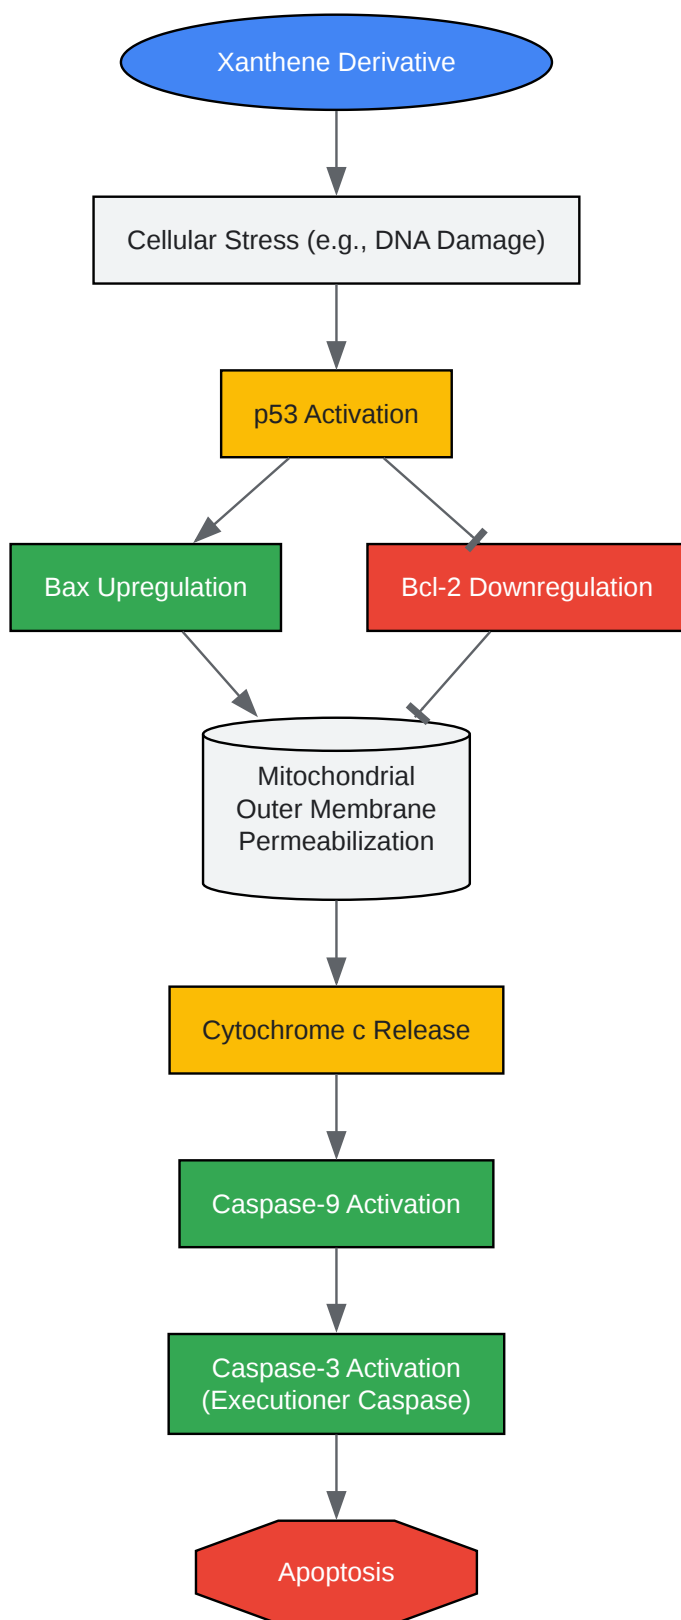 Xanthene Derivative
Cellular Stress (e.g., DNA Damage)
p53 Activation
Bax Upregulation
Bcl-2 Downregulation
Mitochondrial
Outer Membrane
Permeabilization
Cytochrome c Release
Caspase-9 Activation
Caspase-3 Activation
(Executioner Caspase)
Apoptosis